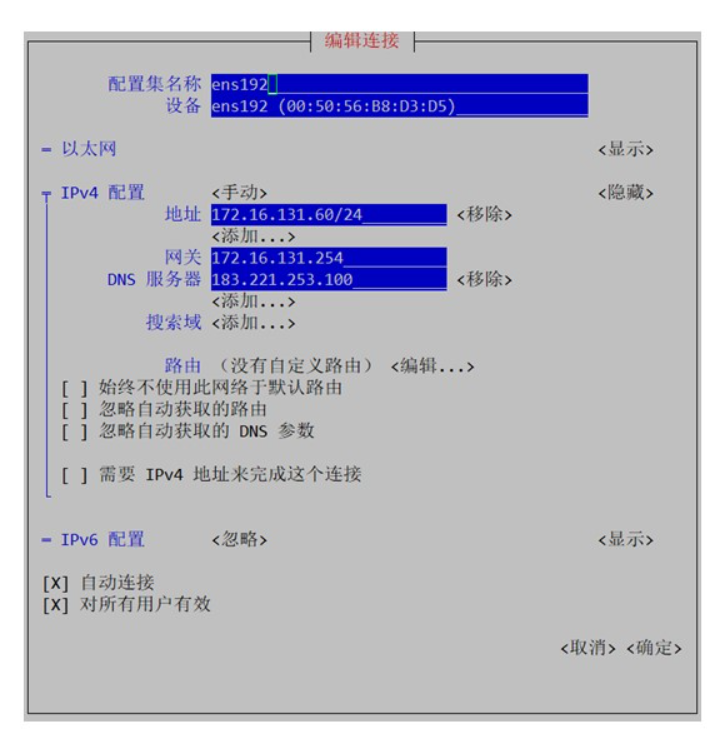 编辑连接
配置集名称 ens192
设备 ens192 (00:50:56:B8:D3:D5)
= 以太网 <显示>
IPv4 配置 <手动> <隐藏>
地址 172.16.131.60/24 <移除>
<添加...>
网关 172.16.131.254
DNS 服务器 183.221.253.100 <移除>
<添加...>
搜索域 <添加...>
路由 （没有自定义路由） <编辑...>
[ ] 始终不使用此网络于默认路由
[ ] 忽略自动获取的路由
[ ] 忽略自动获取的 DNS 参数
[ ] 需要 IPv4 地址来完成这个连接
= IPv6 配置 <忽略> <显示>
[X] 自动连接
[X] 对所有用户有效
<取消> <确定>